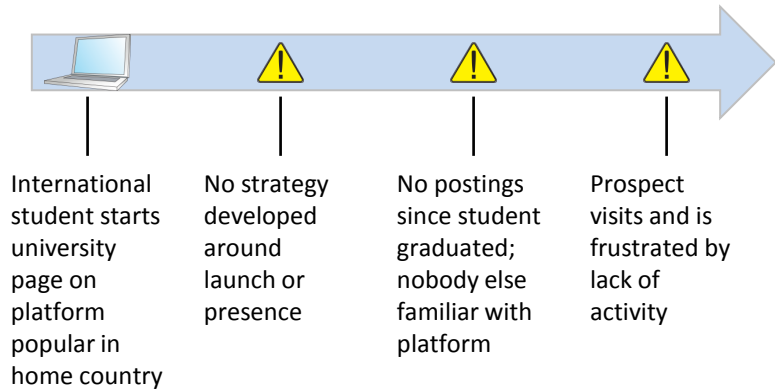 International
student starts
university
page on
platform
popular in
home country
No strategy
developed
around
launch or
presence
No postings
since student
graduated;
nobody else
familiar with
platform
Prospect
visits and is
frustrated by
lack of
activity